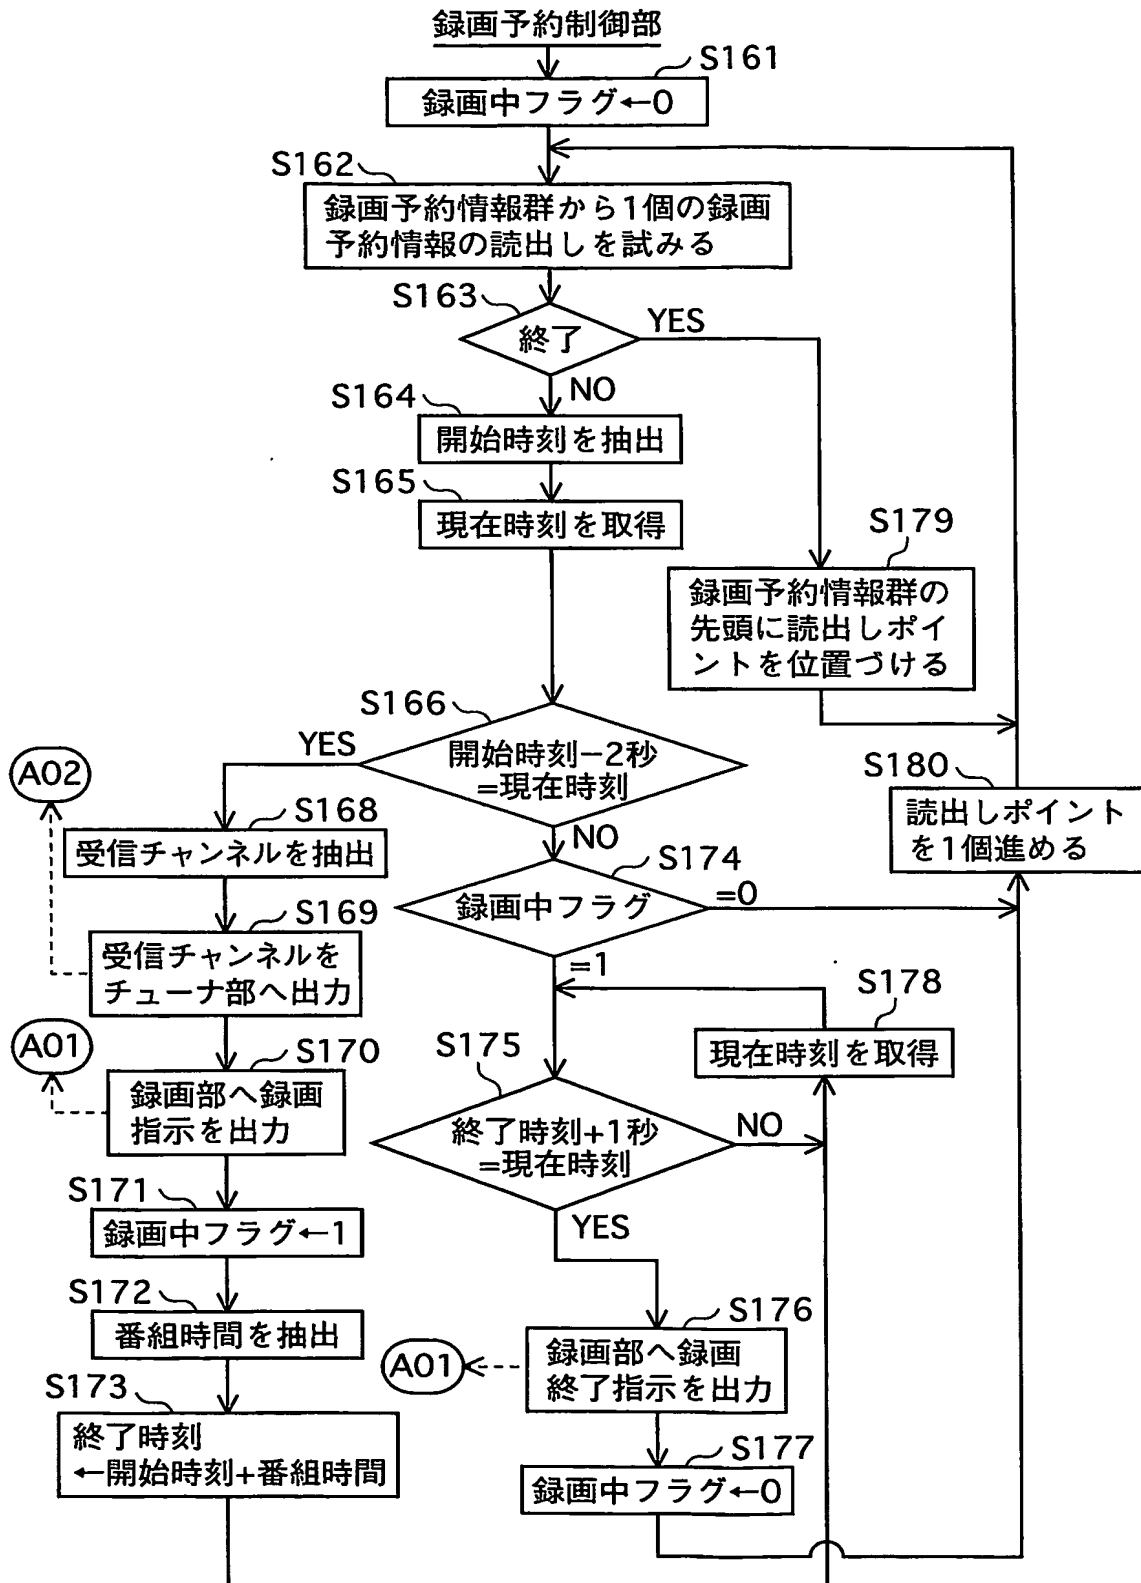 録画予約制御部
S161
録画中フラグ←0
S162
録画予約情報群から1個の録画
予約情報の読出しを試みる
S163
終了
YES
NO
S164
開始時刻を抽出
S165
現在時刻を取得
S179
録画予約情報群の
先頭に読出しポイ
ントを位置づける
S166
開始時刻−2秒
=現在時刻
YES
NO
A02
S168
受信チャンネルを抽出
S180
読出しポイント
を1個進める
S174
録画中フラグ
=0
=1
S169
受信チャンネルを
チューナ部へ出力
S178
現在時刻を取得
A01
S170
録画部へ録画
指示を出力
S175
終了時刻+1秒
=現在時刻
NO
YES
S171
録画中フラグ←1
S172
番組時間を抽出
S176
録画部へ録画
終了指示を出力
A01
S173
終了時刻
←開始時刻+番組時間
S177
録画中フラグ←0